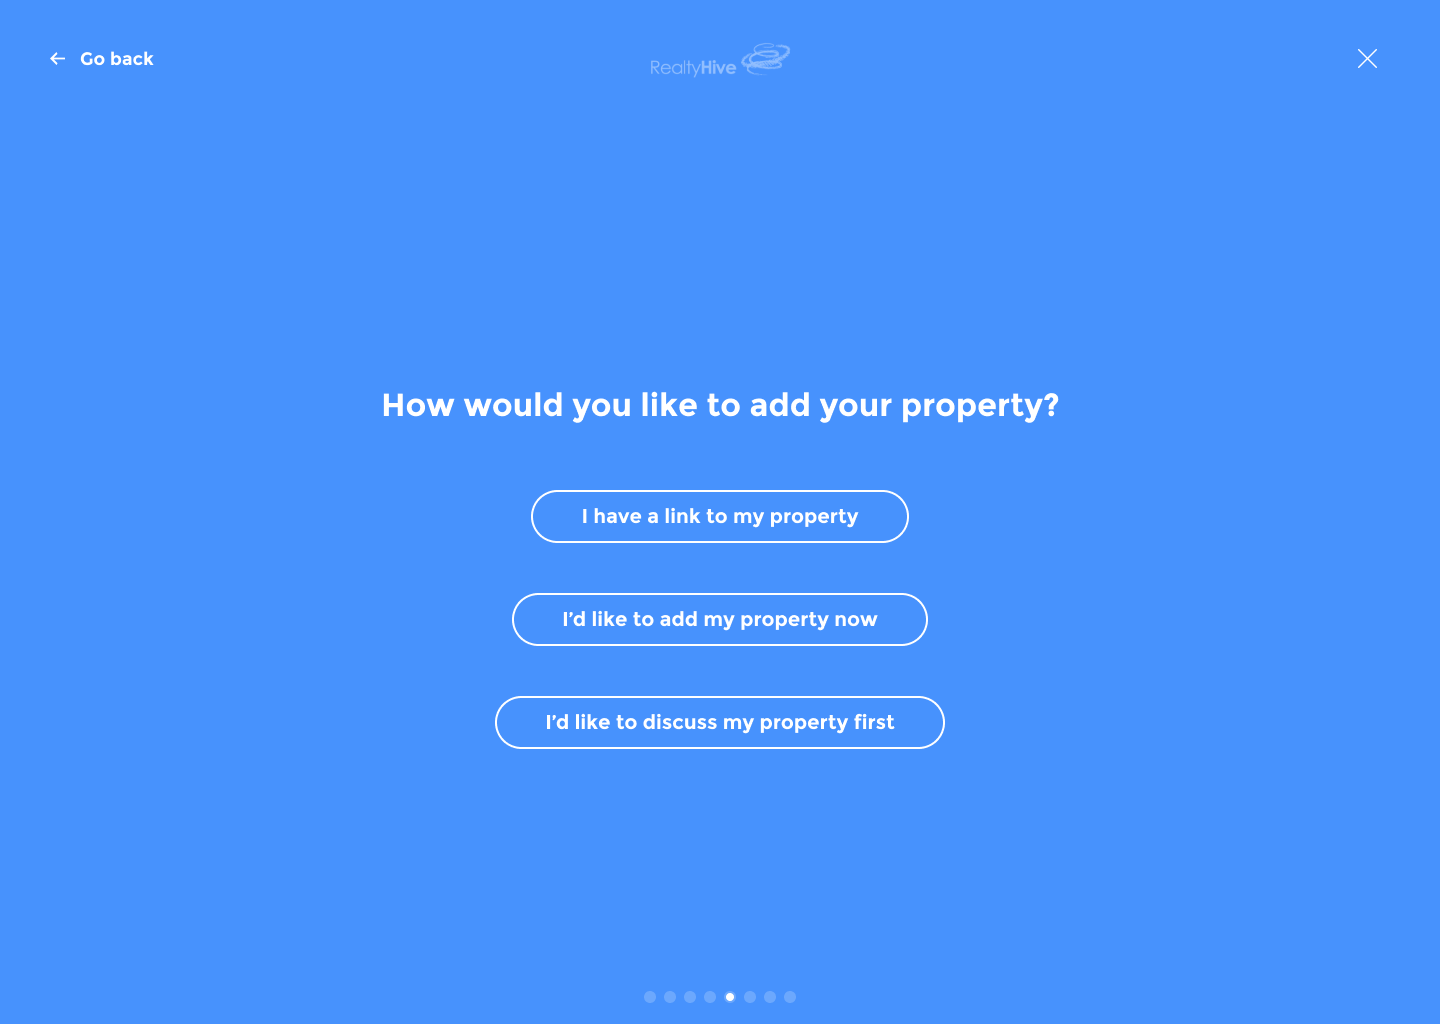 Go back
RealtyHive
How would you like to add your property?
I have a link to my property
I’d like to add my property now
I’d like to discuss my property first